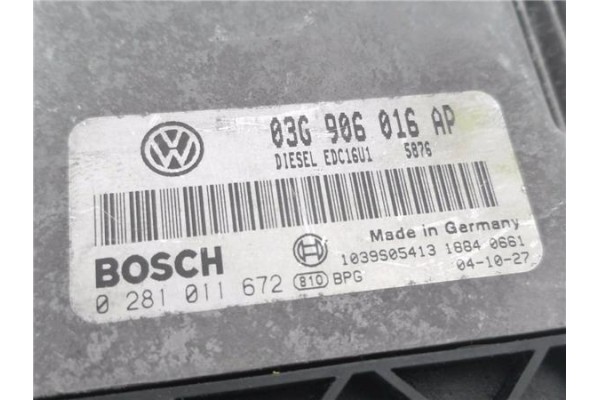 VW
03G 906 016 AP
DIESEL EDC16U1 5876
Made in Germany
BOSCH
1039S05413 1884 0661
0 281 011 672 810 BPG 04-10-27